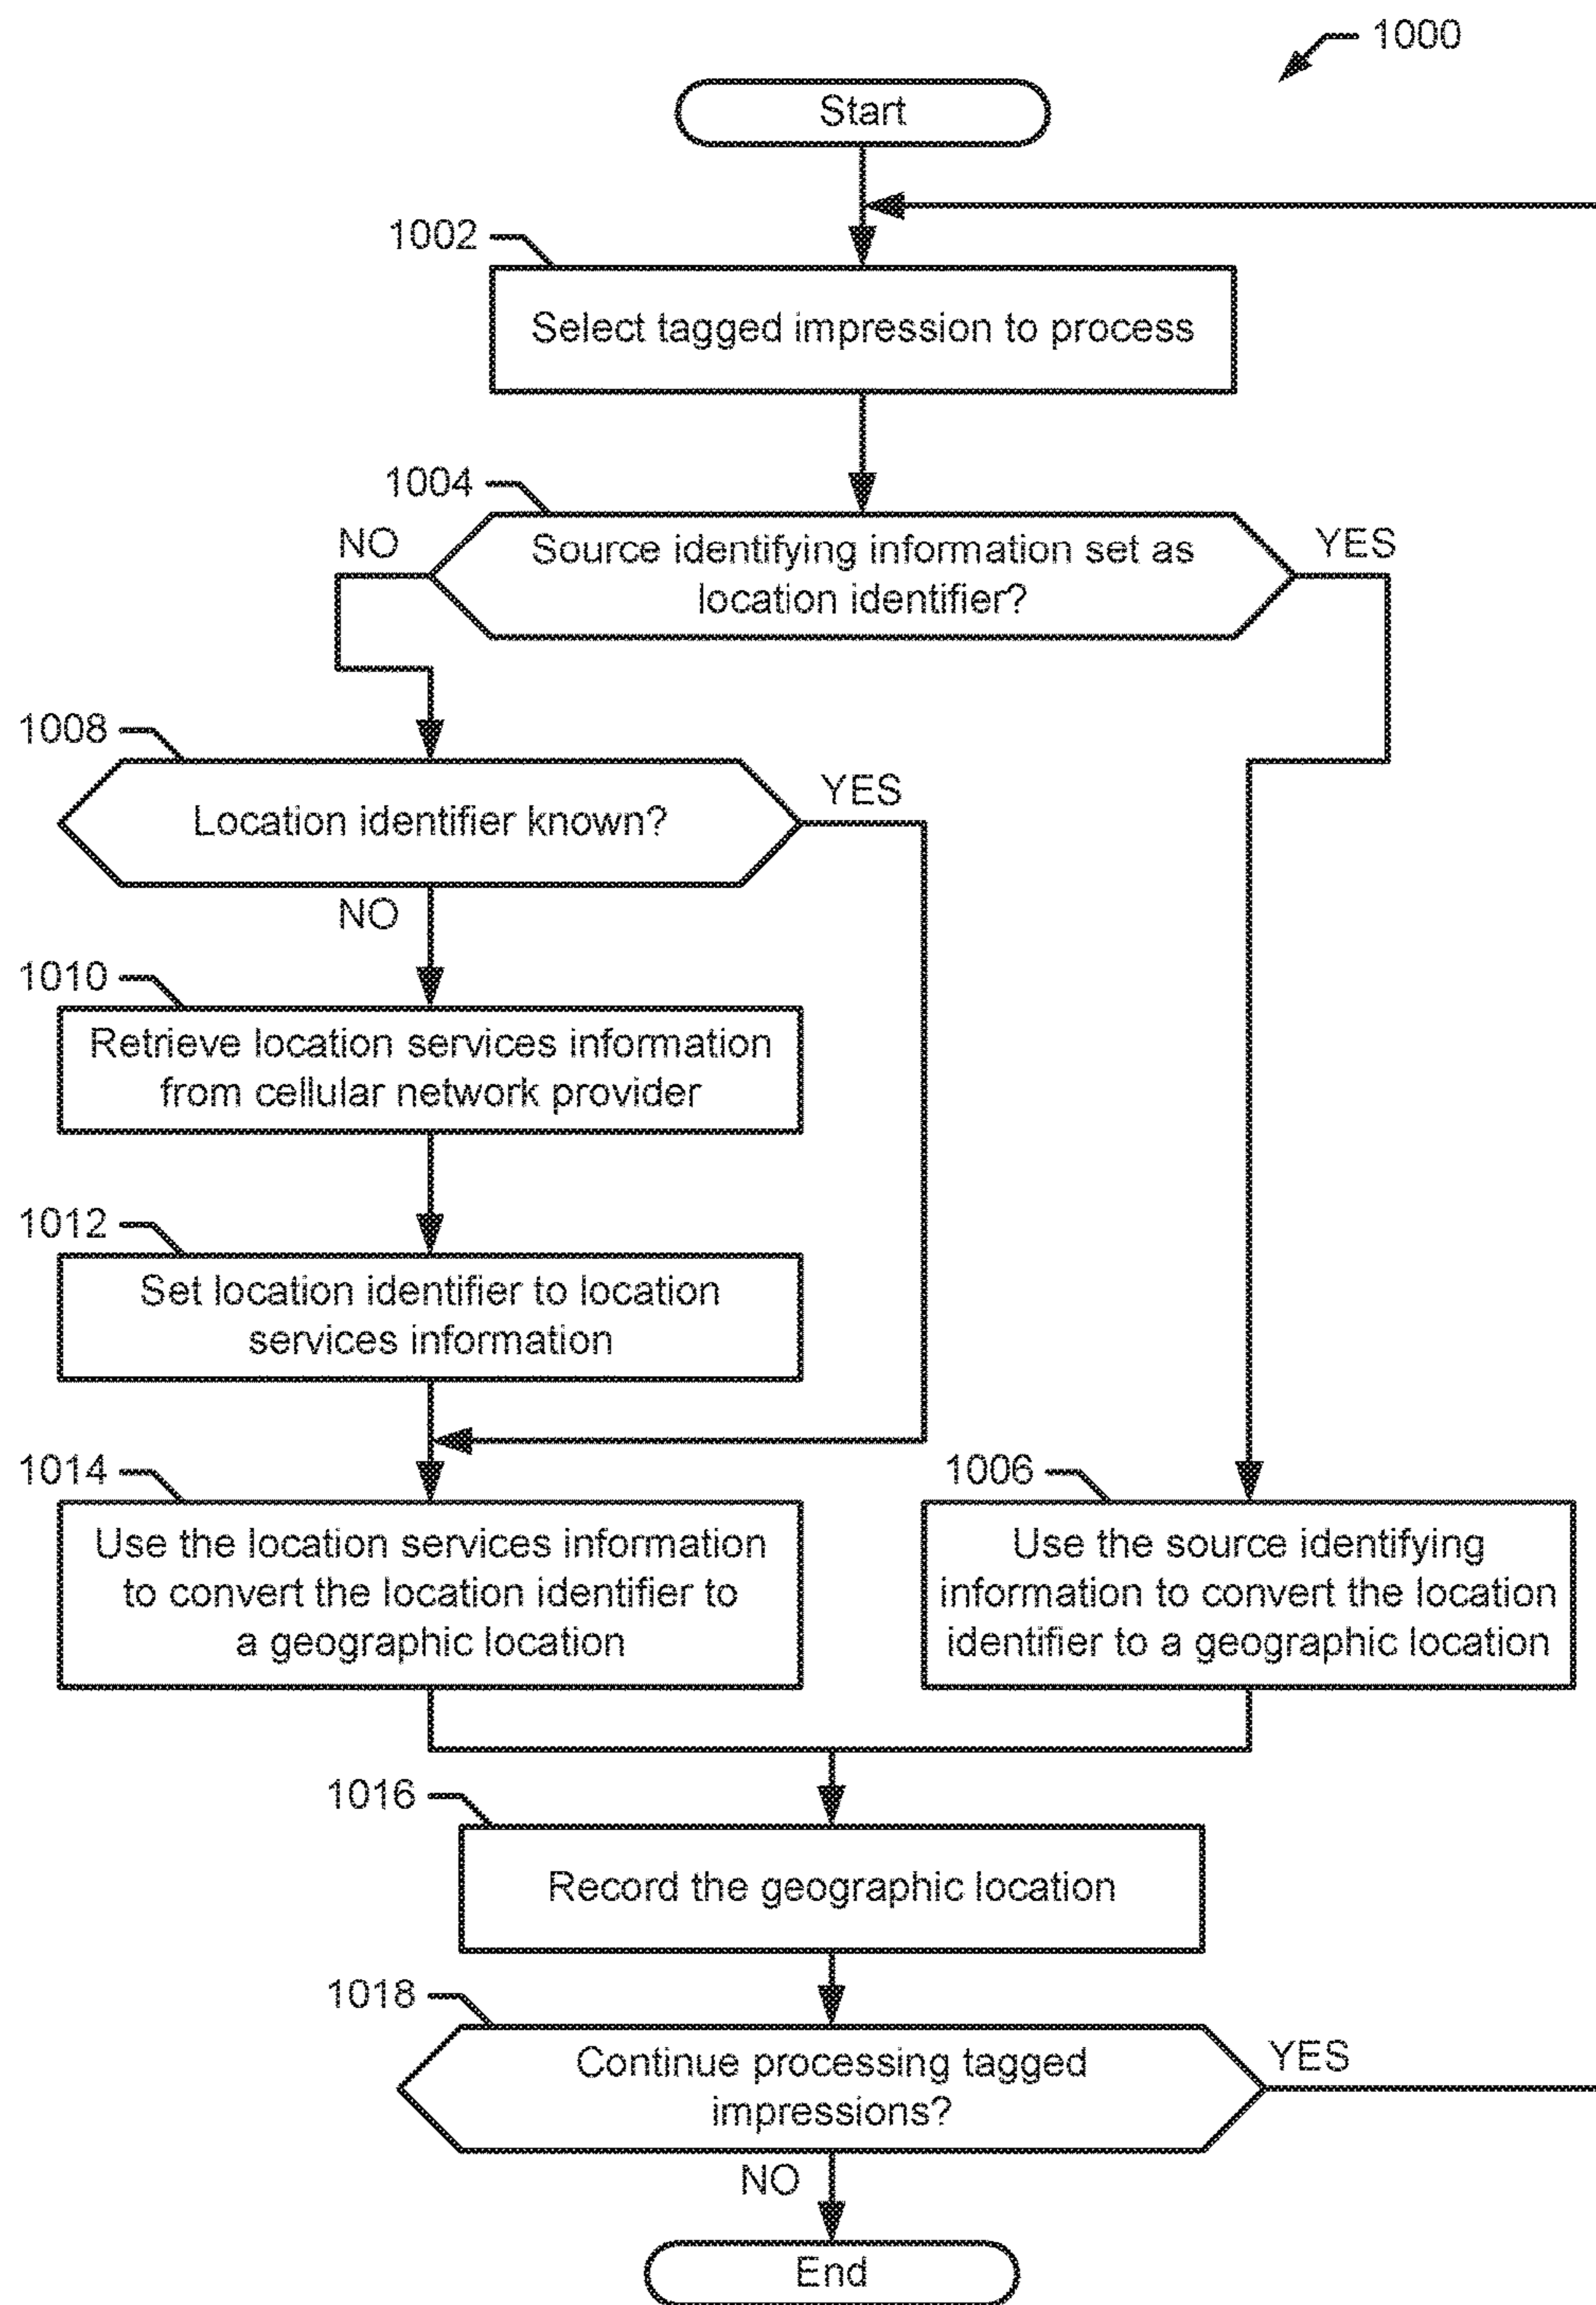 1000
Start
1002
Select tagged impression to process
1004
NO
Source identifying information set as
location identifier?
YES
1008
Location identifier known?
YES
NO
1010
Retrieve location services information
from cellular network provider
1012
Set location identifier to location
services information
1014
Use the location services information
to convert the location identifier to
a geographic location
1006
Use the source identifying
information to convert the location
identifier to a geographic location
1016
Record the geographic location
1018
Continue processing tagged
impressions?
YES
NO
End